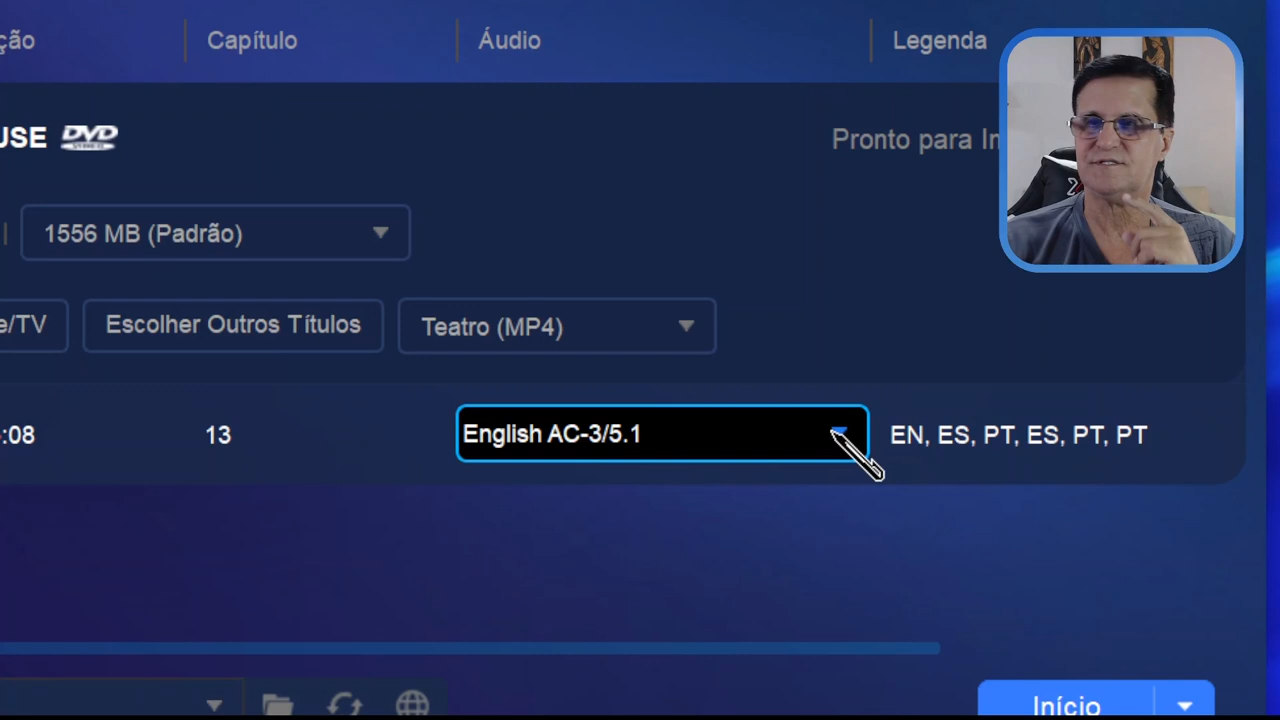 ção
Capítulo
Áudio
Legenda
USE DVD
Pronto para In
1556 MB (Padrão)
e/TV
Escolher Outros Títulos
Teatro (MP4)
:08
13
English AC-3/5.1
EN, ES, PT, ES, PT, PT
Início